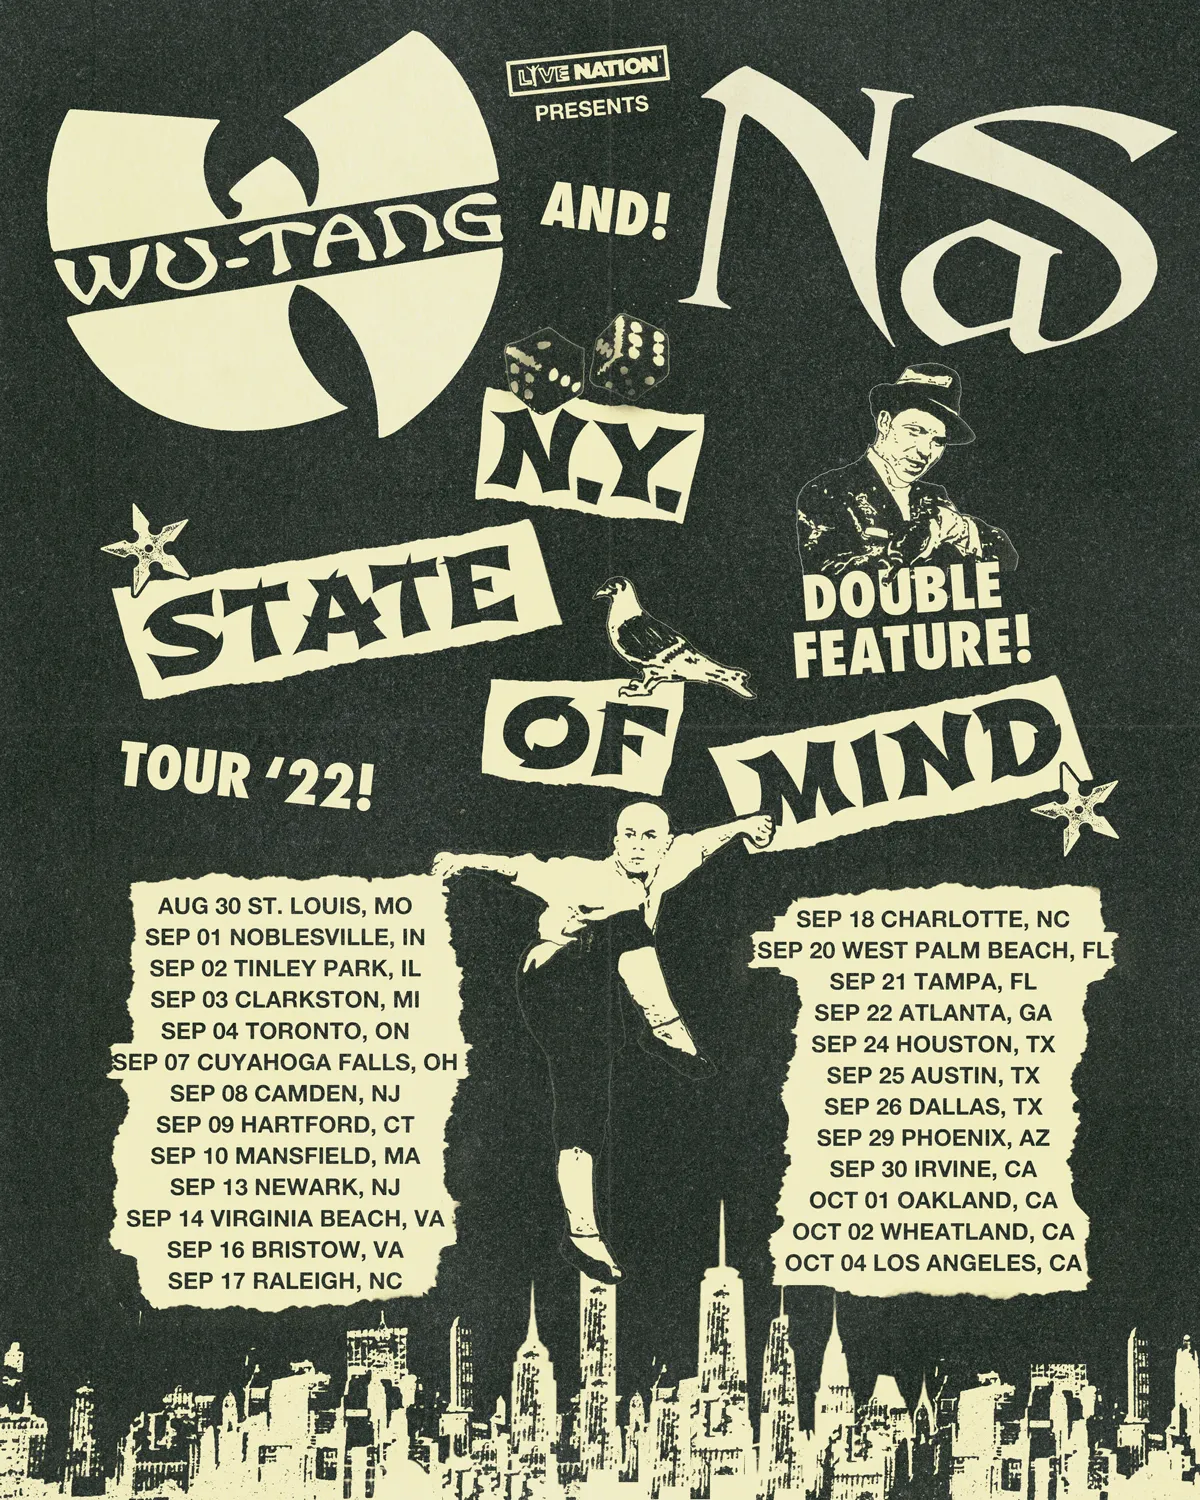 LIVE NATION
PRESENTS
WU-TANG
AND!
NaS
N.Y.
STATE
OF
MIND
DOUBLE
FEATURE!
TOUR '22!
AUG 30 ST. LOUIS, MO
SEP 01 NOBLESVILLE, IN
SEP 02 TINLEY PARK, IL
SEP 03 CLARKSTON, MI
SEP 04 TORONTO, ON
SEP 07 CUYAHOGA FALLS, OH
SEP 08 CAMDEN, NJ
SEP 09 HARTFORD, CT
SEP 10 MANSFIELD, MA
SEP 13 NEWARK, NJ
SEP 14 VIRGINIA BEACH, VA
SEP 16 BRISTOW, VA
SEP 17 RALEIGH, NC
SEP 18 CHARLOTTE, NC
SEP 20 WEST PALM BEACH, FL
SEP 21 TAMPA, FL
SEP 22 ATLANTA, GA
SEP 24 HOUSTON, TX
SEP 25 AUSTIN, TX
SEP 26 DALLAS, TX
SEP 29 PHOENIX, AZ
SEP 30 IRVINE, CA
OCT 01 OAKLAND, CA
OCT 02 WHEATLAND, CA
OCT 04 LOS ANGELES, CA